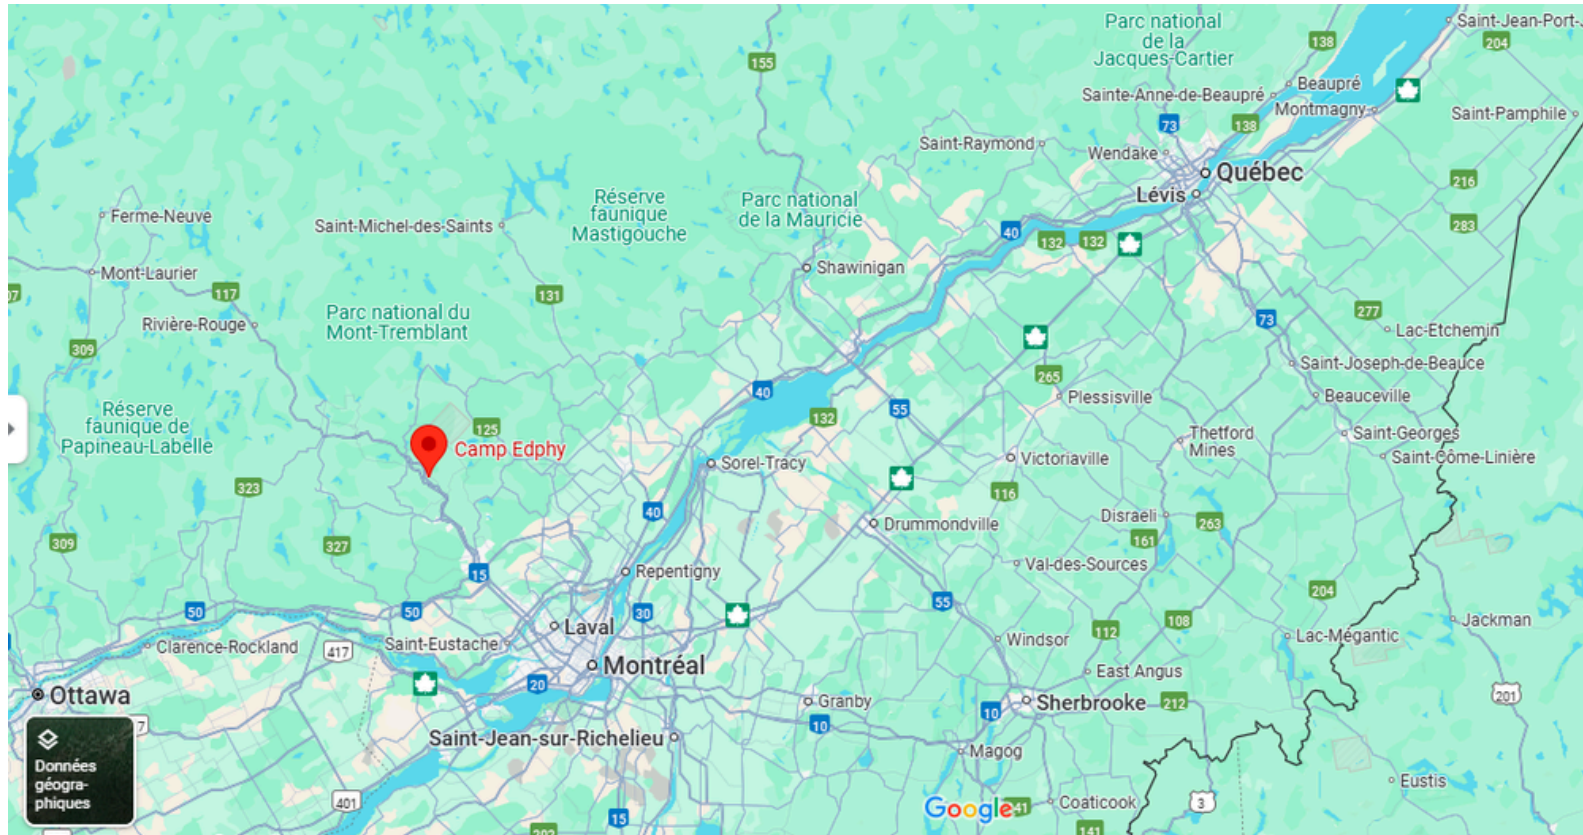 Parc national
de la
Jacques-Cartier
138
Saint-Jean-Port-J
204
155
Beaupré
Sainte-Anne-de-Beaupré
Montmagny
Saint-Pamphile
73
138
Saint-Raymond
Wendake
Québec
Lévis
216
Réserve
faunique
Mastigouche
Parc national
de la Mauricie
Ferme-Neuve
Saint-Michel-des-Saints
40
132
132
283
Mont-Laurier
Shawinigan
07
117
131
Parc national du
Mont-Tremblant
Rivière-Rouge
277
73
Lac-Etchemin
309
Saint-Joseph-de-Beauce
265
40
Plessisville
Beauceville
Réserve
faunique de
Papineau-Labelle
132
55
125
Thetford
Mines
Saint-Georges
Camp Edphy
Sorel-Tracy
Victoriaville
Saint-Côme-Linière
323
116
40
Drummondville
Disraeli
263
309
327
161
15
Repentigny
Val-des-Sources
204
50
50
30
55
108
Jackman
Laval
112
Clarence-Rockland
417
Saint-Eustache
Windsor
Lac-Mégantic
Montréal
East Angus
Ottawa
20
201
Granby
Sherbrooke
212
10
10
7
Saint-Jean-sur-Richelieu
Magog
Données
géogra-
phiques
Eustis
401
Google
41
Coaticook
3
15
202
141